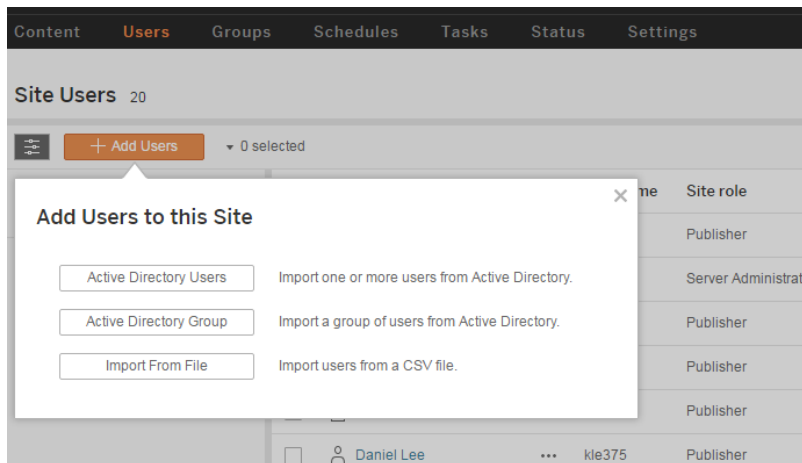 Content Users Groups Schedules Tasks Status Settings
Site Users 20
+ Add Users 0 selected
me Site role
Add Users to this Site
Publisher
Active Directory Users Import one or more users from Active Directory. Server Administrat
Active Directory Group Import a group of users from Active Directory. Publisher
Import From File Import users from a CSV file. Publisher
Publisher
Daniel Lee ... kle375 Publisher